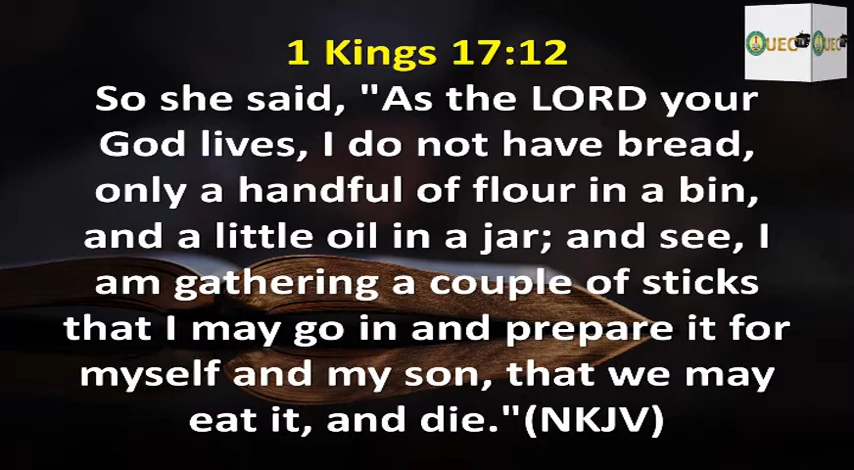 1 Kings 17:12
So she said, "As the LORD your
God lives, I do not have bread,
only a handful of flour in a bin,
and a little oil in a jar; and see, I
am gathering a couple of sticks
that I may go in and prepare it for
myself and my son, that we may
eat it, and die."(NKJV)
UEC UEC